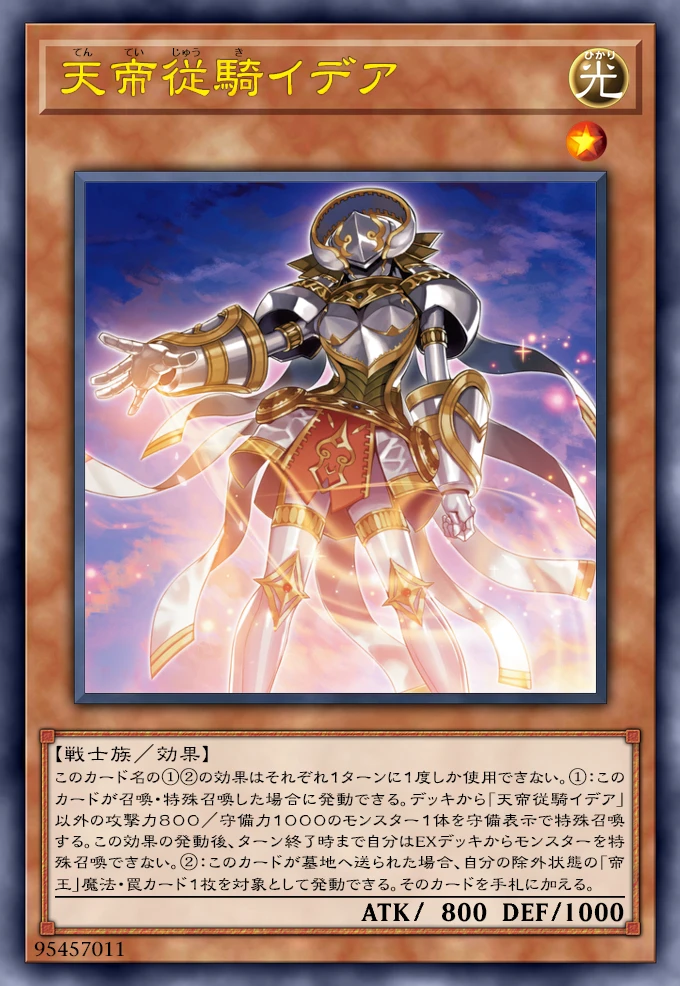 てん てい じゅう き
天帝従騎イデア
ひかり
光
【戦士族／効果】
このカード名の①②の効果はそれぞれ1ターンに1度しか使用できない。①：この
カードが召喚・特殊召喚した場合に発動できる。デッキから「天帝従騎イデア」
以外の攻撃力800／守備力1000のモンスター1体を守備表示で特殊召喚
する。この効果の発動後、ターン終了時まで自分はEXデッキからモンスターを特
殊召喚できない。②：このカードが墓地へ送られた場合、自分の除外状態の「帝
王」魔法・罠カード1枚を対象として発動できる。そのカードを手札に加える。
ATK/ 800 DEF/1000
95457011